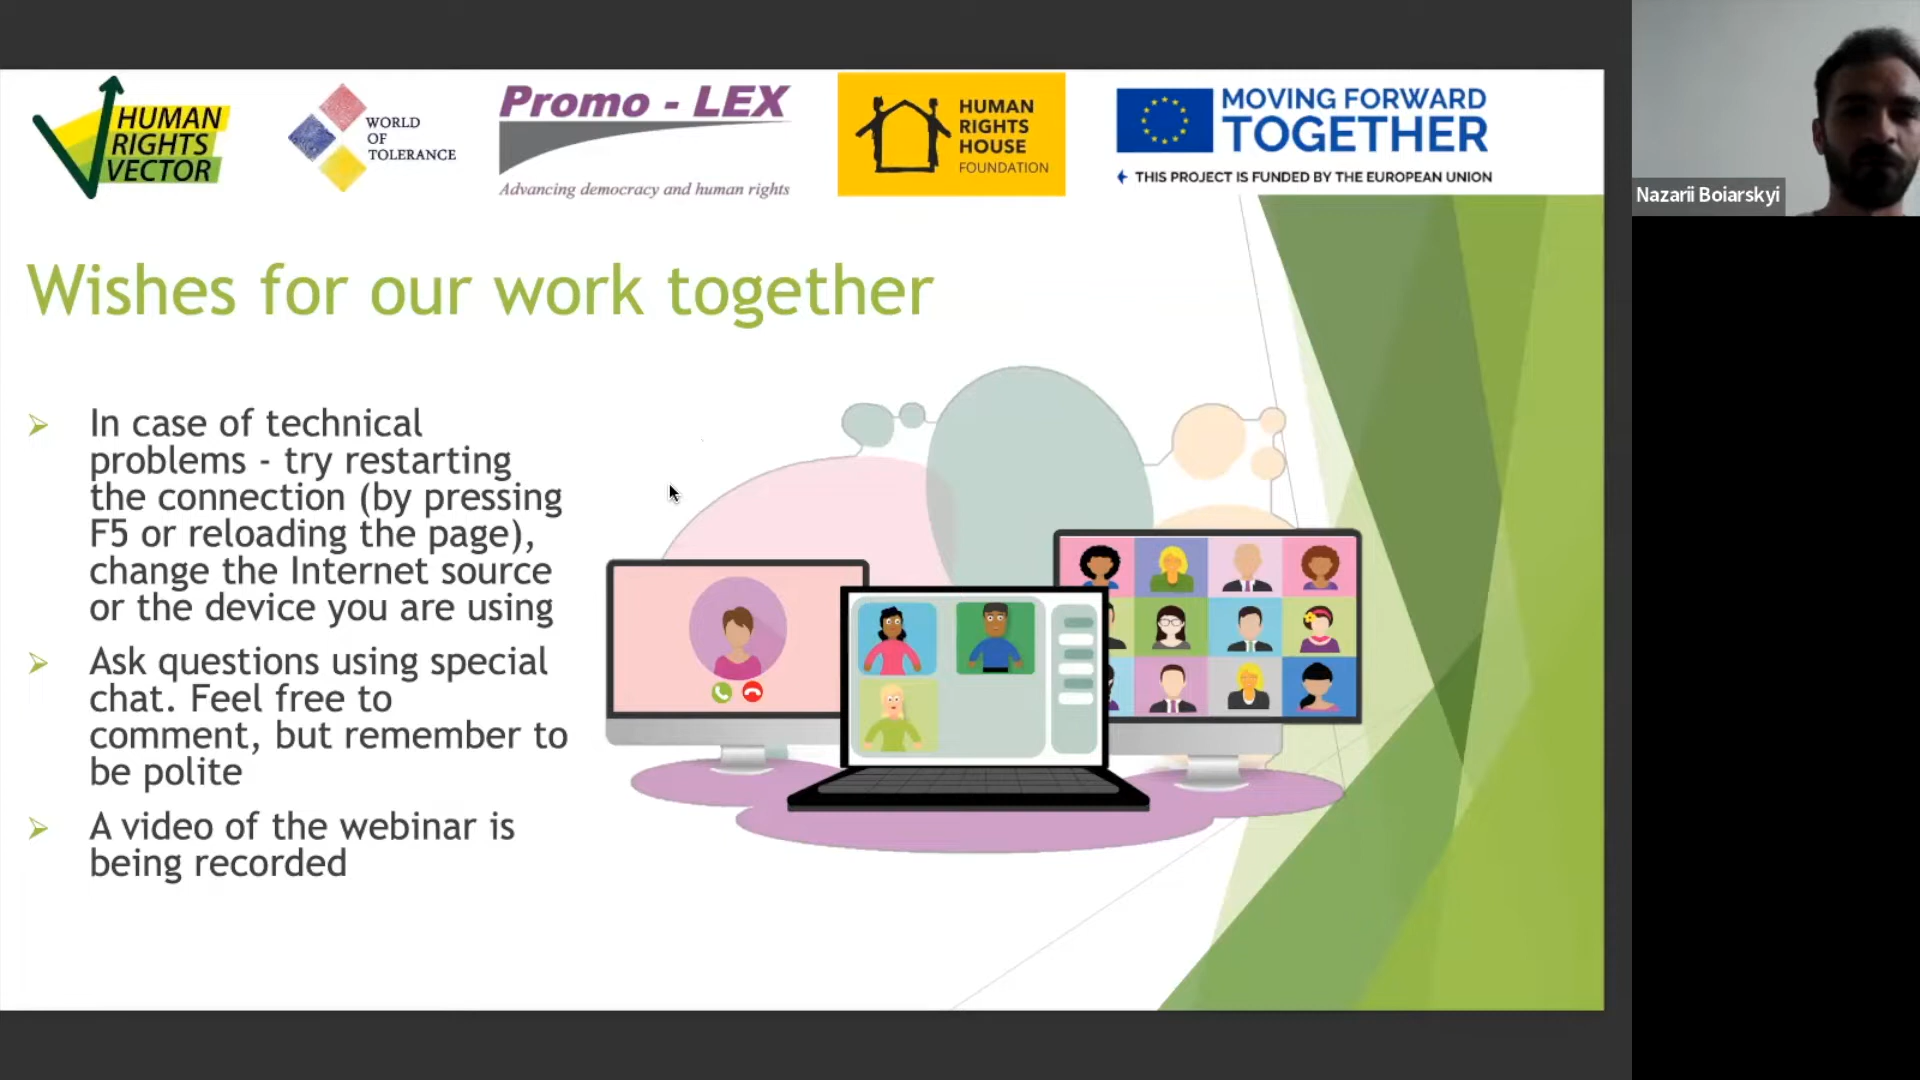 HUMAN
RIGHTS
VECTOR
WORLD
OF
TOLERANCE
Promo - LEX
Advancing democracy and human rights
HUMAN
RIGHTS
HOUSE
FOUNDATION
MOVING FORWARD
TOGETHER
THIS PROJECT IS FUNDED BY THE EUROPEAN UNION
Nazarii Boiarskyi
Wishes for our work together
In case of technical
problems - try restarting
the connection (by pressing
F5 or reloading the page),
change the Internet source
or the device you are using
Ask questions using special
chat. Feel free to
comment, but remember to
be polite
A video of the webinar is
being recorded